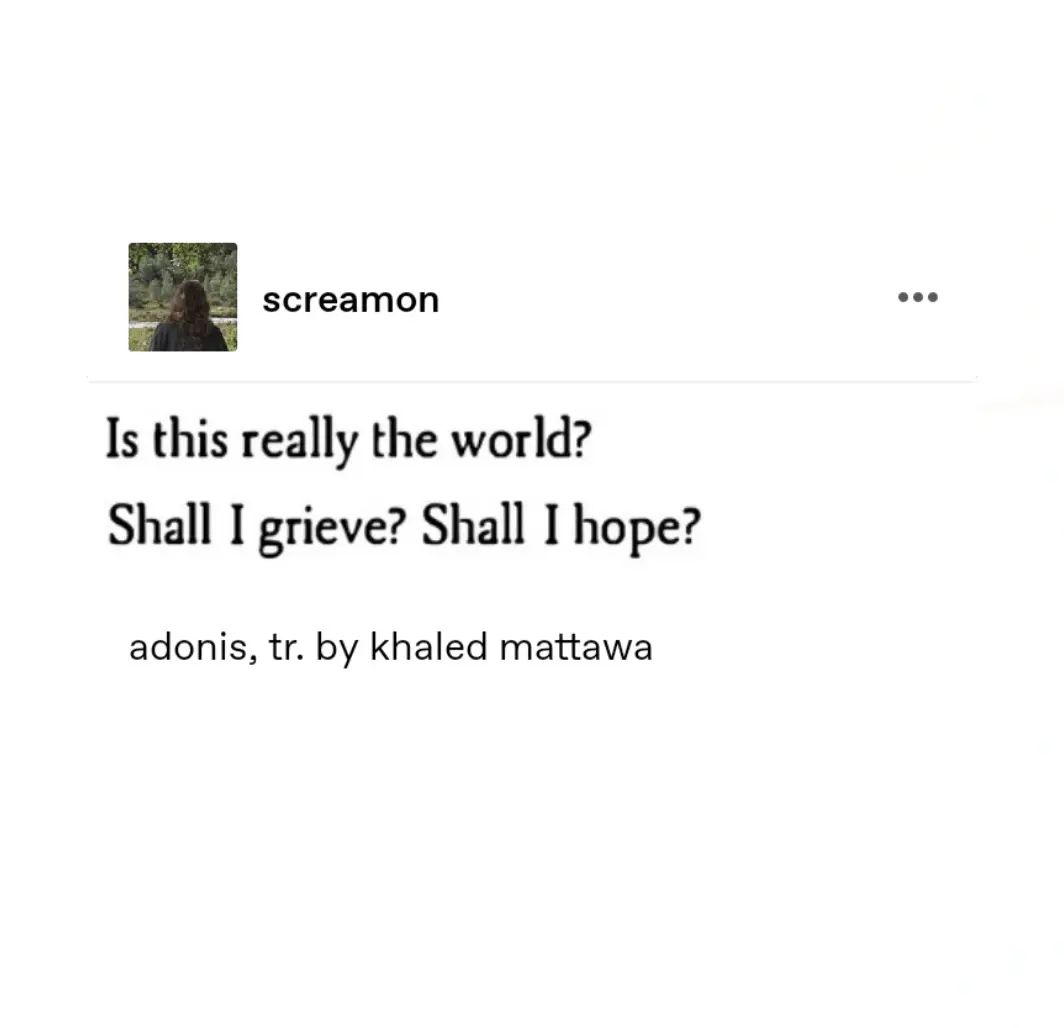 screamon
Is this really the world?
Shall I grieve? Shall I hope?
adonis, tr. by khaled mattawa